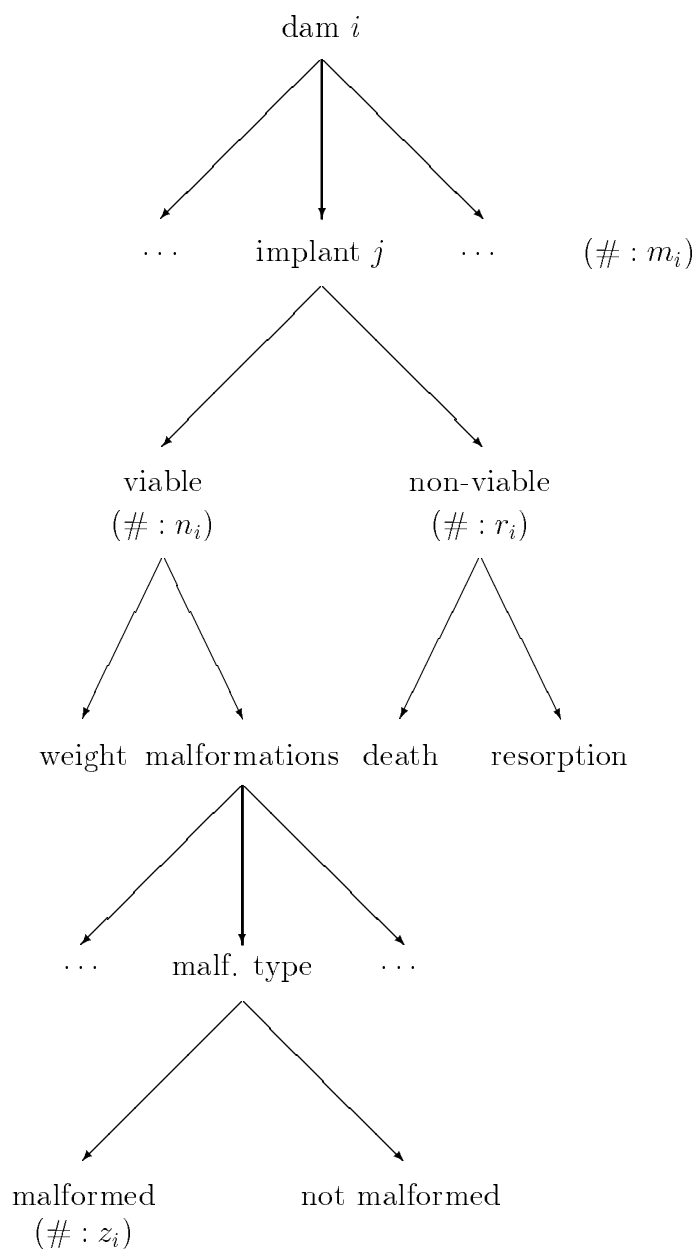 dam i
··· implant j ··· (# : m_i)
viable non-viable
(# : n_i) (# : r_i)
weight malformations death resorption
··· malf. type ···
malformed not malformed
(# : z_i)